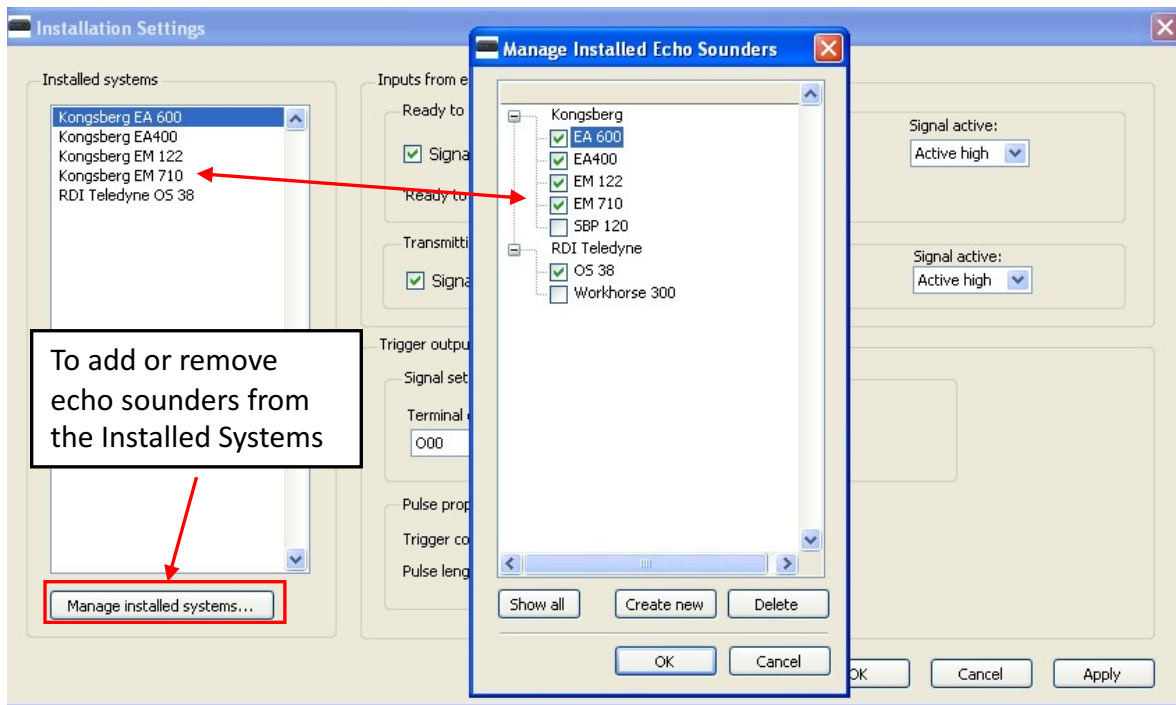 Installation Settings
Installed systems
Kongsberg EA 600
Kongsberg EA400
Kongsberg EM 122
Kongsberg EM 710
RDI Teledyne OS 38
To add or remove
echo sounders from
the Installed Systems
Manage installed systems...
Inputs from e
Ready to
Signa
Ready to
Transmitti
Signa
Trigger outpu
Signal set
Terminal
O00
Pulse prop
Trigger co
Pulse leng
Manage Installed Echo Sounders
Kongsberg
EA 600
EA400
EM 122
EM 710
SBP 120
RDI Teledyne
OS 38
Workhorse 300
Show all
Create new
Delete
OK
Cancel
Signal active:
Active high
Signal active:
Active high
OK
Cancel
Apply